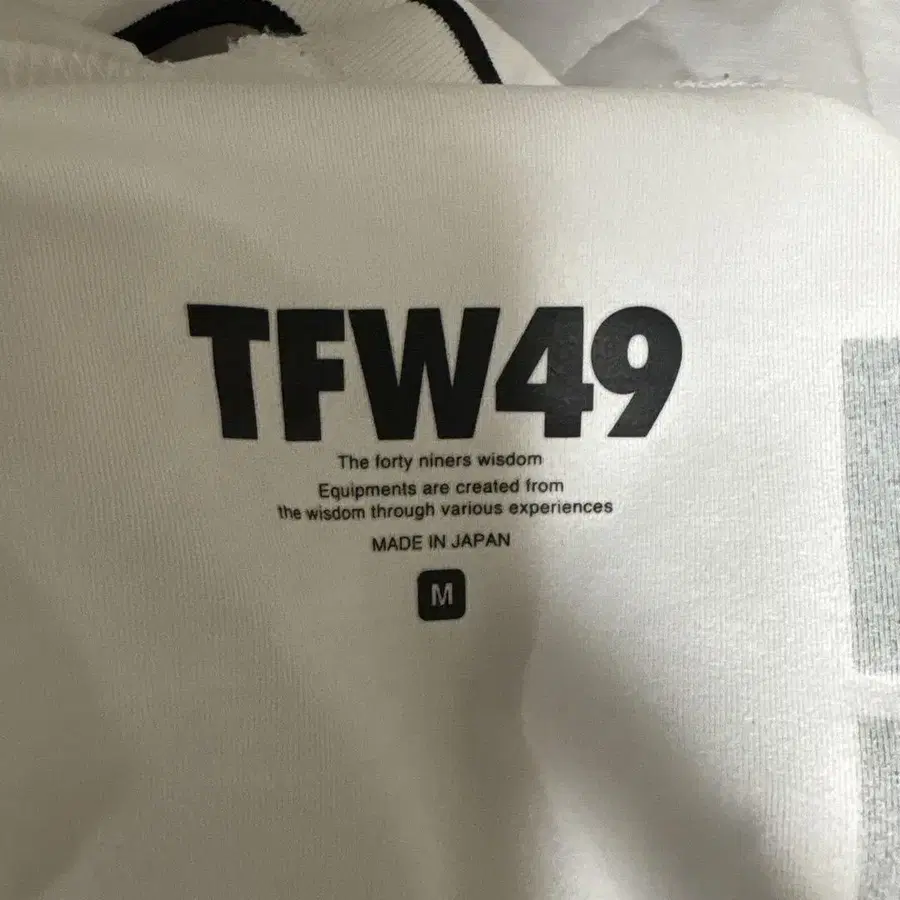 TFW49
The forty niners wisdom
Equipments are created from
the wisdom through various experiences
MADE IN JAPAN
M